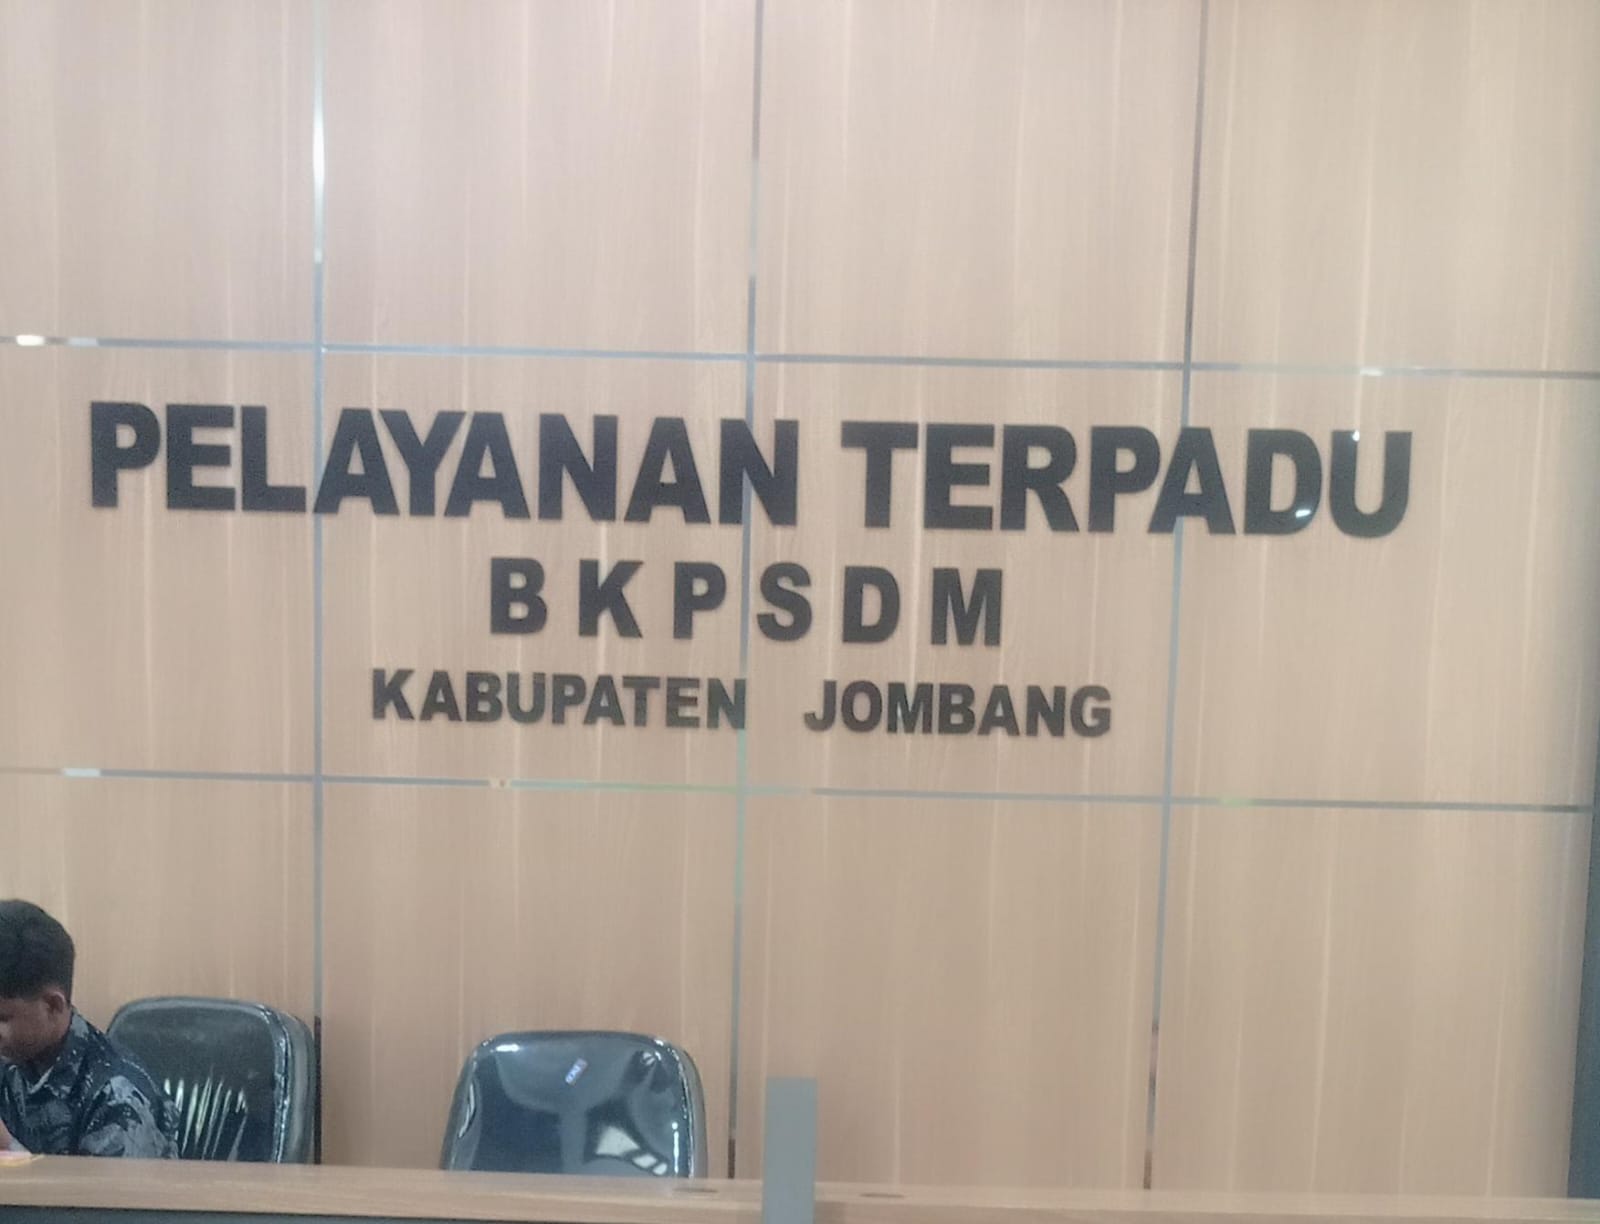 PELAYANAN TERPADU
BKPSDM
KABUPATEN JOMBANG